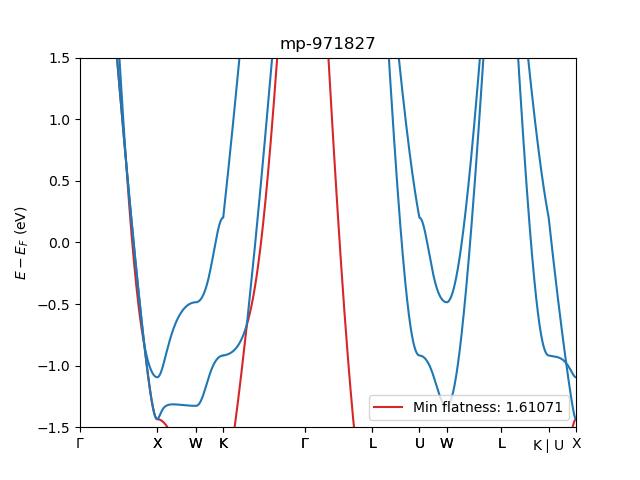 mp-971827
E − E_F (eV)
1.5
1.0
0.5
0.0
−0.5
−1.0
−1.5
Min flatness: 1.61071
Γ X W K Γ L U W L K | U X